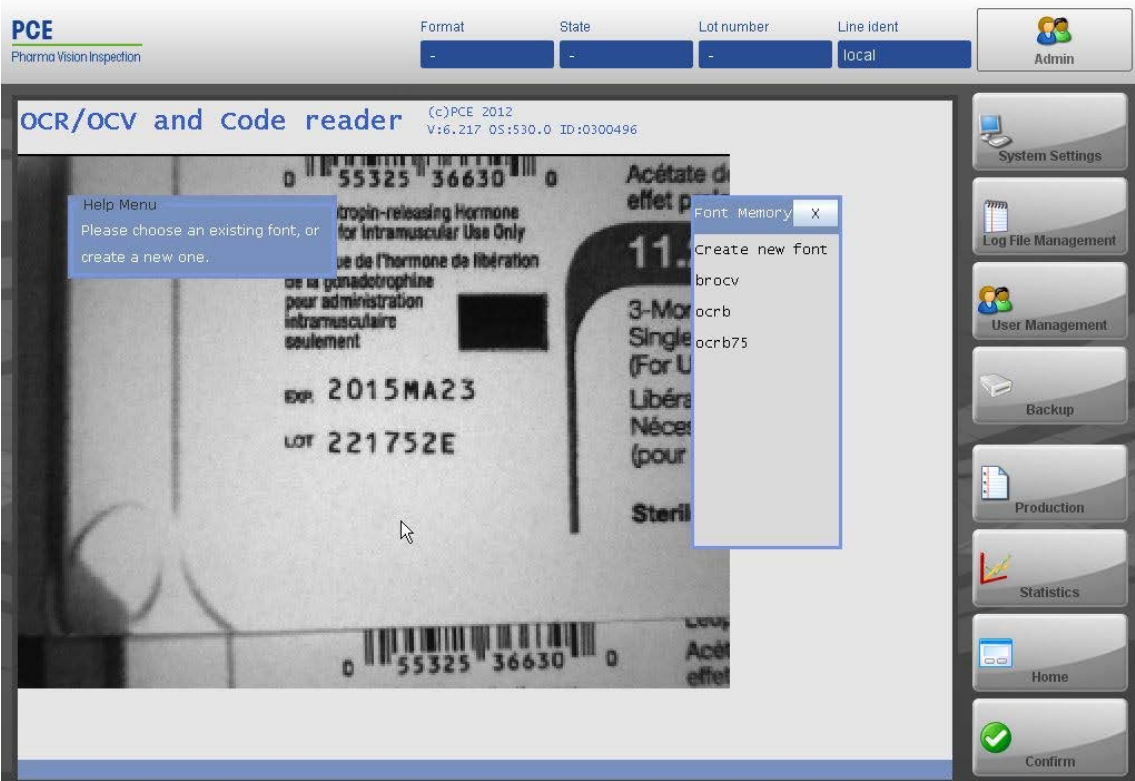 PCE
Pharma Vision Inspection
Format
State
Lot number
Line ident
-
-
-
local
Admin
OCR/OCV and Code reader
(c)PCE 2012
V:6.217 OS:530.0 ID:0300496
0 55325 36630 0
Acétate d
effet p
Help Menu
Please choose an existing font, or
create a new one.
tropin-releasing Hormone
for Intramuscular Use Only
ue de l'hormone de libération
de la gonadotrophine
pour administration
intramusculaire
seulement
EXP. 2015MA23
LOT 221752E
11.
3-Mo
Single
(For U
Libéra
Néces
(pour
Steril
Font Memory X
Create new font
brocv
ocrb
ocrb75
0 55325 36630 0
Acét
effet
System Settings
Log File Management
User Management
Backup
Production
Statistics
Home
Confirm